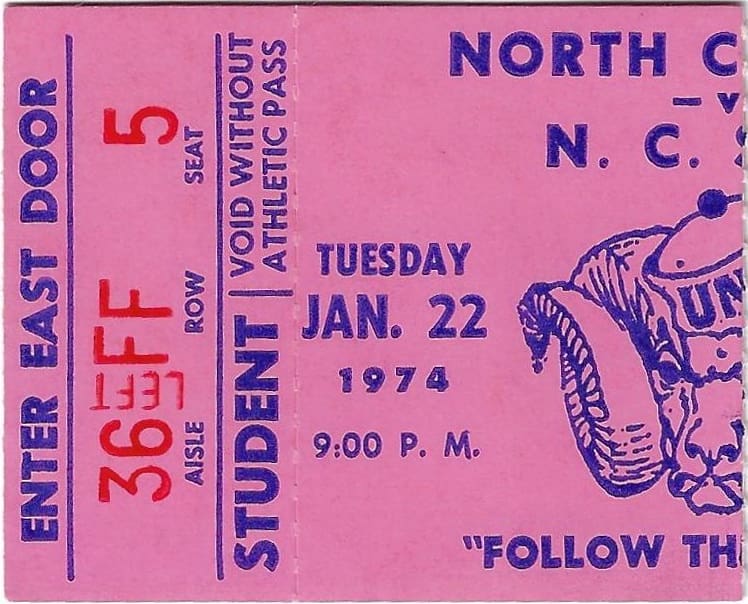 ENTER EAST DOOR
36 FF 5
LEFT
AISLE ROW SEAT
STUDENT
VOID WITHOUT
ATHLETIC PASS
NORTH C
- V
N. C. S
TUESDAY
JAN. 22
1974
9:00 P. M.
UN
"FOLLOW TH